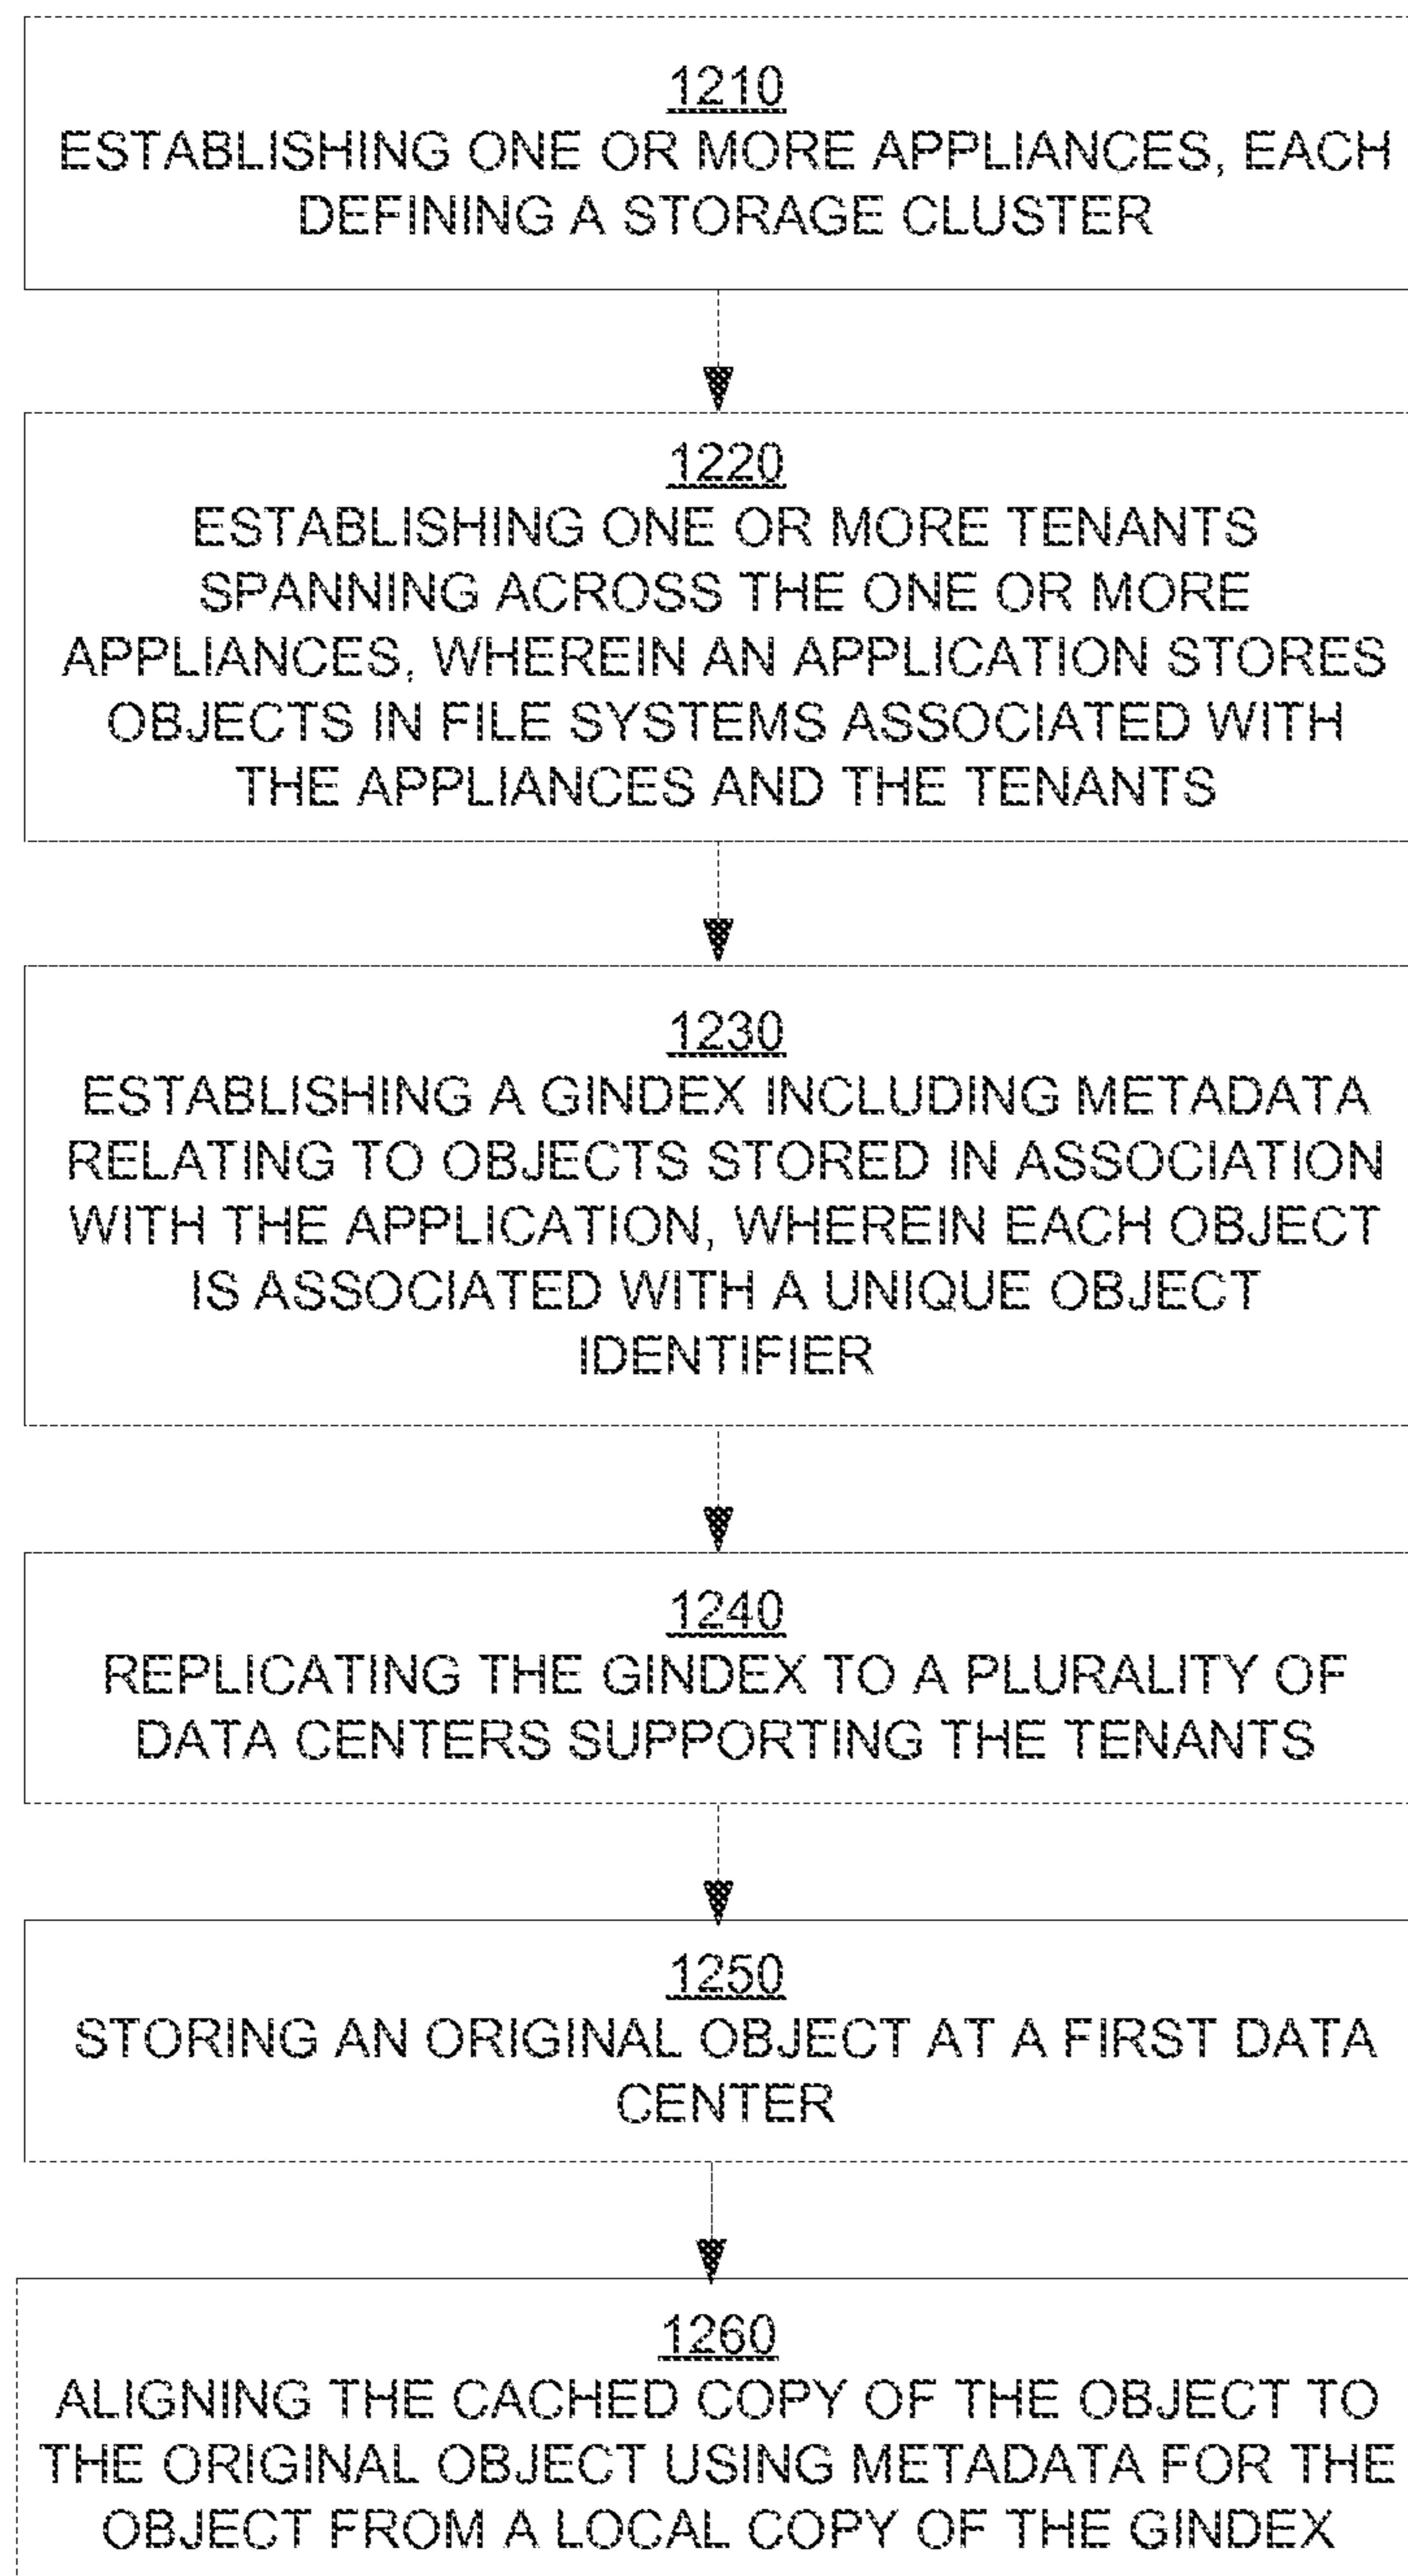 1210
ESTABLISHING ONE OR MORE APPLIANCES, EACH
DEFINING A STORAGE CLUSTER
1220
ESTABLISHING ONE OR MORE TENANTS
SPANNING ACROSS THE ONE OR MORE
APPLIANCES, WHEREIN AN APPLICATION STORES
OBJECTS IN FILE SYSTEMS ASSOCIATED WITH
THE APPLIANCES AND THE TENANTS
1230
ESTABLISHING A GINDEX INCLUDING METADATA
RELATING TO OBJECTS STORED IN ASSOCIATION
WITH THE APPLICATION, WHEREIN EACH OBJECT
IS ASSOCIATED WITH A UNIQUE OBJECT
IDENTIFIER
1240
REPLICATING THE GINDEX TO A PLURALITY OF
DATA CENTERS SUPPORTING THE TENANTS
1250
STORING AN ORIGINAL OBJECT AT A FIRST DATA
CENTER
1260
ALIGNING THE CACHED COPY OF THE OBJECT TO
THE ORIGINAL OBJECT USING METADATA FOR THE
OBJECT FROM A LOCAL COPY OF THE GINDEX